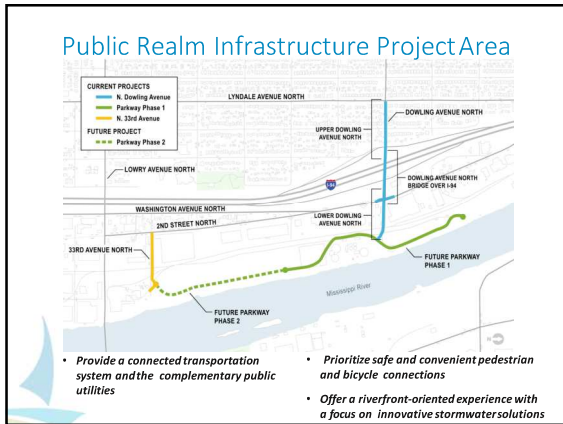 Public Realm Infrastructure Project Area
CURRENT PROJECTS
N. Dowling Avenue
Parkway Phase 1
N. 33rd Avenue
FUTURE PROJECT
Parkway Phase 2
LYNDALE AVENUE NORTH
DOWLING AVENUE NORTH
UPPER DOWLING
AVENUE NORTH
LOWRY AVENUE NORTH
DOWLING AVENUE NORTH
BRIDGE OVER I-94
I-94
WASHINGTON AVENUE NORTH
LOWER DOWLING
AVENUE NORTH
2ND STREET NORTH
33RD AVENUE NORTH
FUTURE PARKWAY
PHASE 1
Mississippi River
FUTURE PARKWAY
PHASE 2
• Provide a connected transportation
system and the complementary public
utilities
• Prioritize safe and convenient pedestrian
and bicycle connections
• Offer a riverfront-oriented experience with
a focus on innovative stormwater solutions